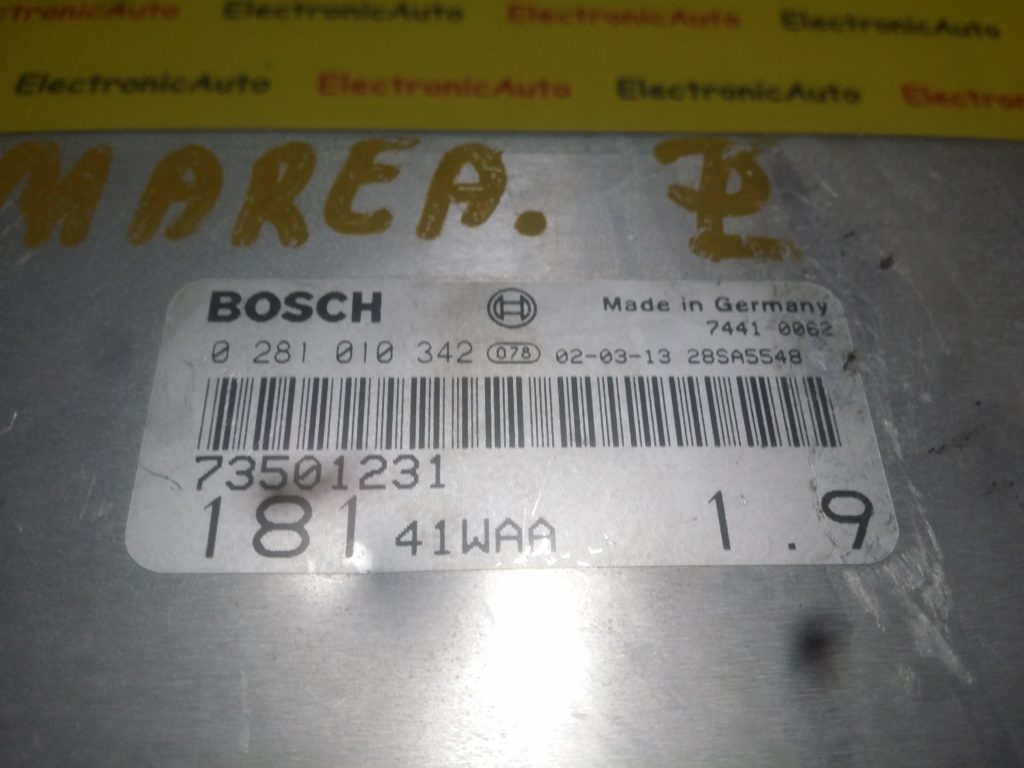 ElectronicAuto ElectronicAuto ElectronicAuto ElectronicAuto
ElectronicAuto ElectronicAuto ElectronicAuto
MAREA.
BOSCH Made in Germany
7441 0062
0 281 010 342 078 02-03-13 28SA5548
73501231
181 41WAA 1.9